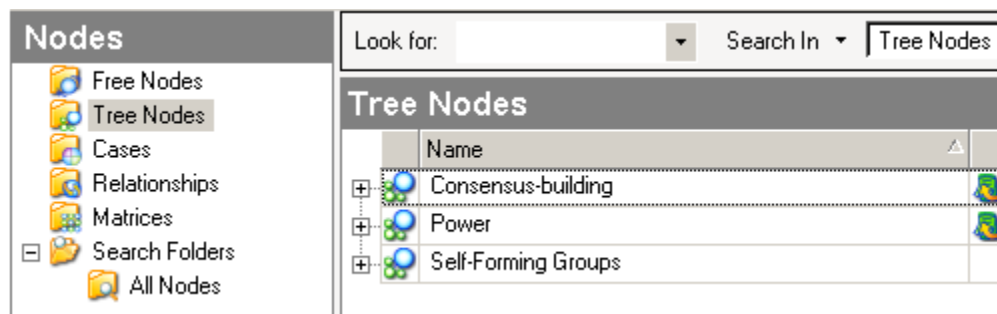 Nodes
Free Nodes
Tree Nodes
Cases
Relationships
Matrices
Search Folders
All Nodes
Look for: Search In Tree Nodes
Tree Nodes
Name
Consensus-building
Power
Self-Forming Groups